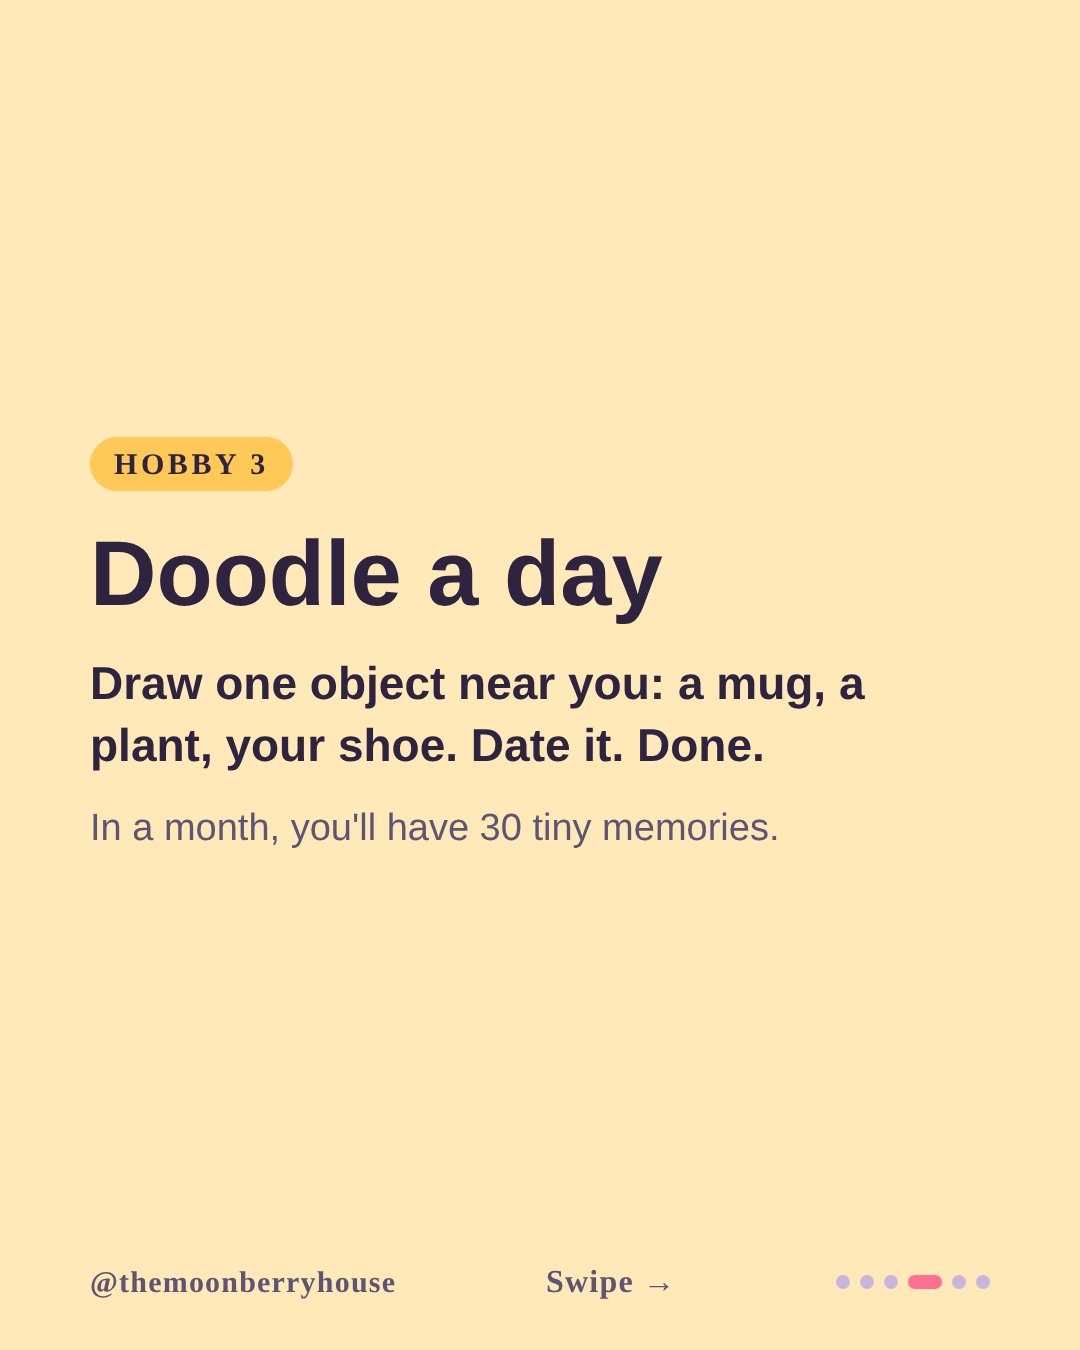 HOBBY 3
Doodle a day
Draw one object near you: a mug, a
plant, your shoe. Date it. Done.
In a month, you'll have 30 tiny memories.
@themoonberryhouse
Swipe →